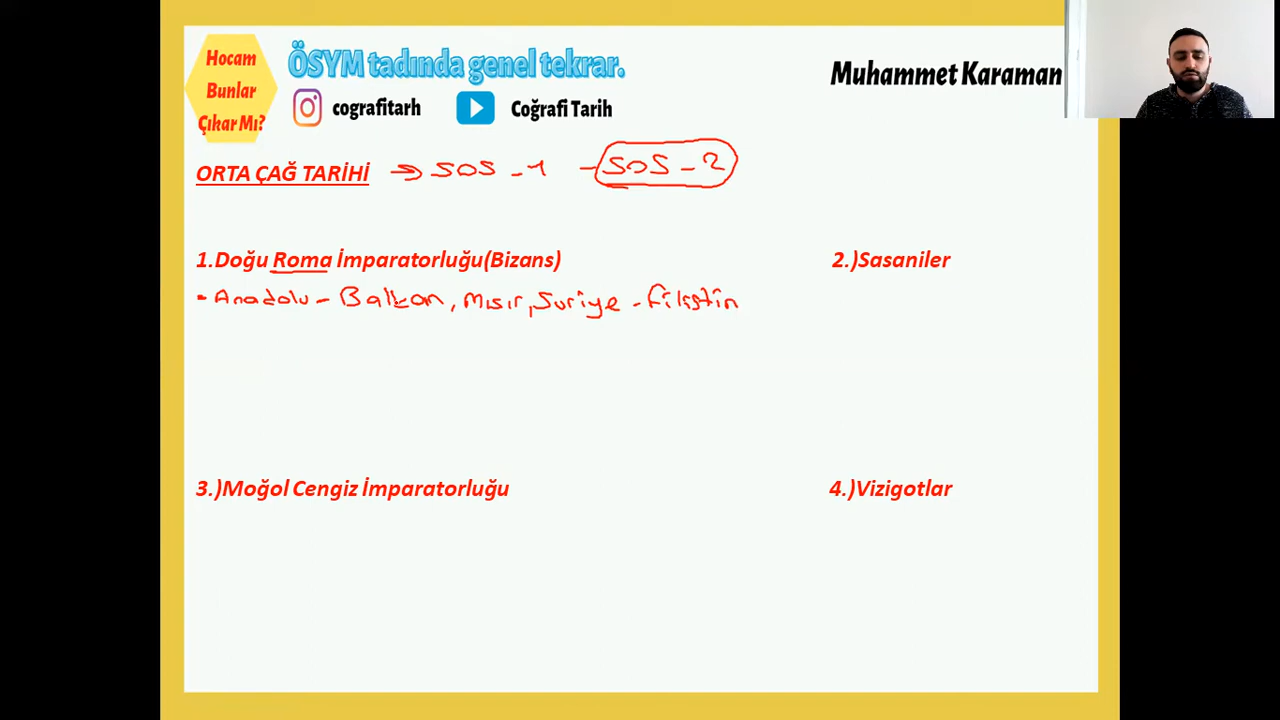 Hocam
Bunlar
Çıkar Mı?
ÖSYM tadında genel tekrar.
cografitarh
Coğrafi Tarih
Muhammet Karaman
ORTA ÇAĞ TARİHİ → SOS - 1 - SOS - 2
1.Doğu Roma İmparatorluğu(Bizans)
2.)Sasaniler
• Anadolu - Balkan, Mısır, Suriye - Filistin
3.)Moğol Cengiz İmparatorluğu
4.)Vizigotlar